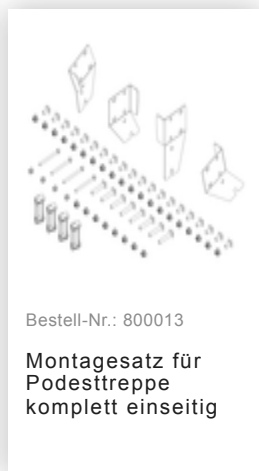 Bestell-Nr.: 800013
Montagesatz für
Podesttreppe
komplett einseitig